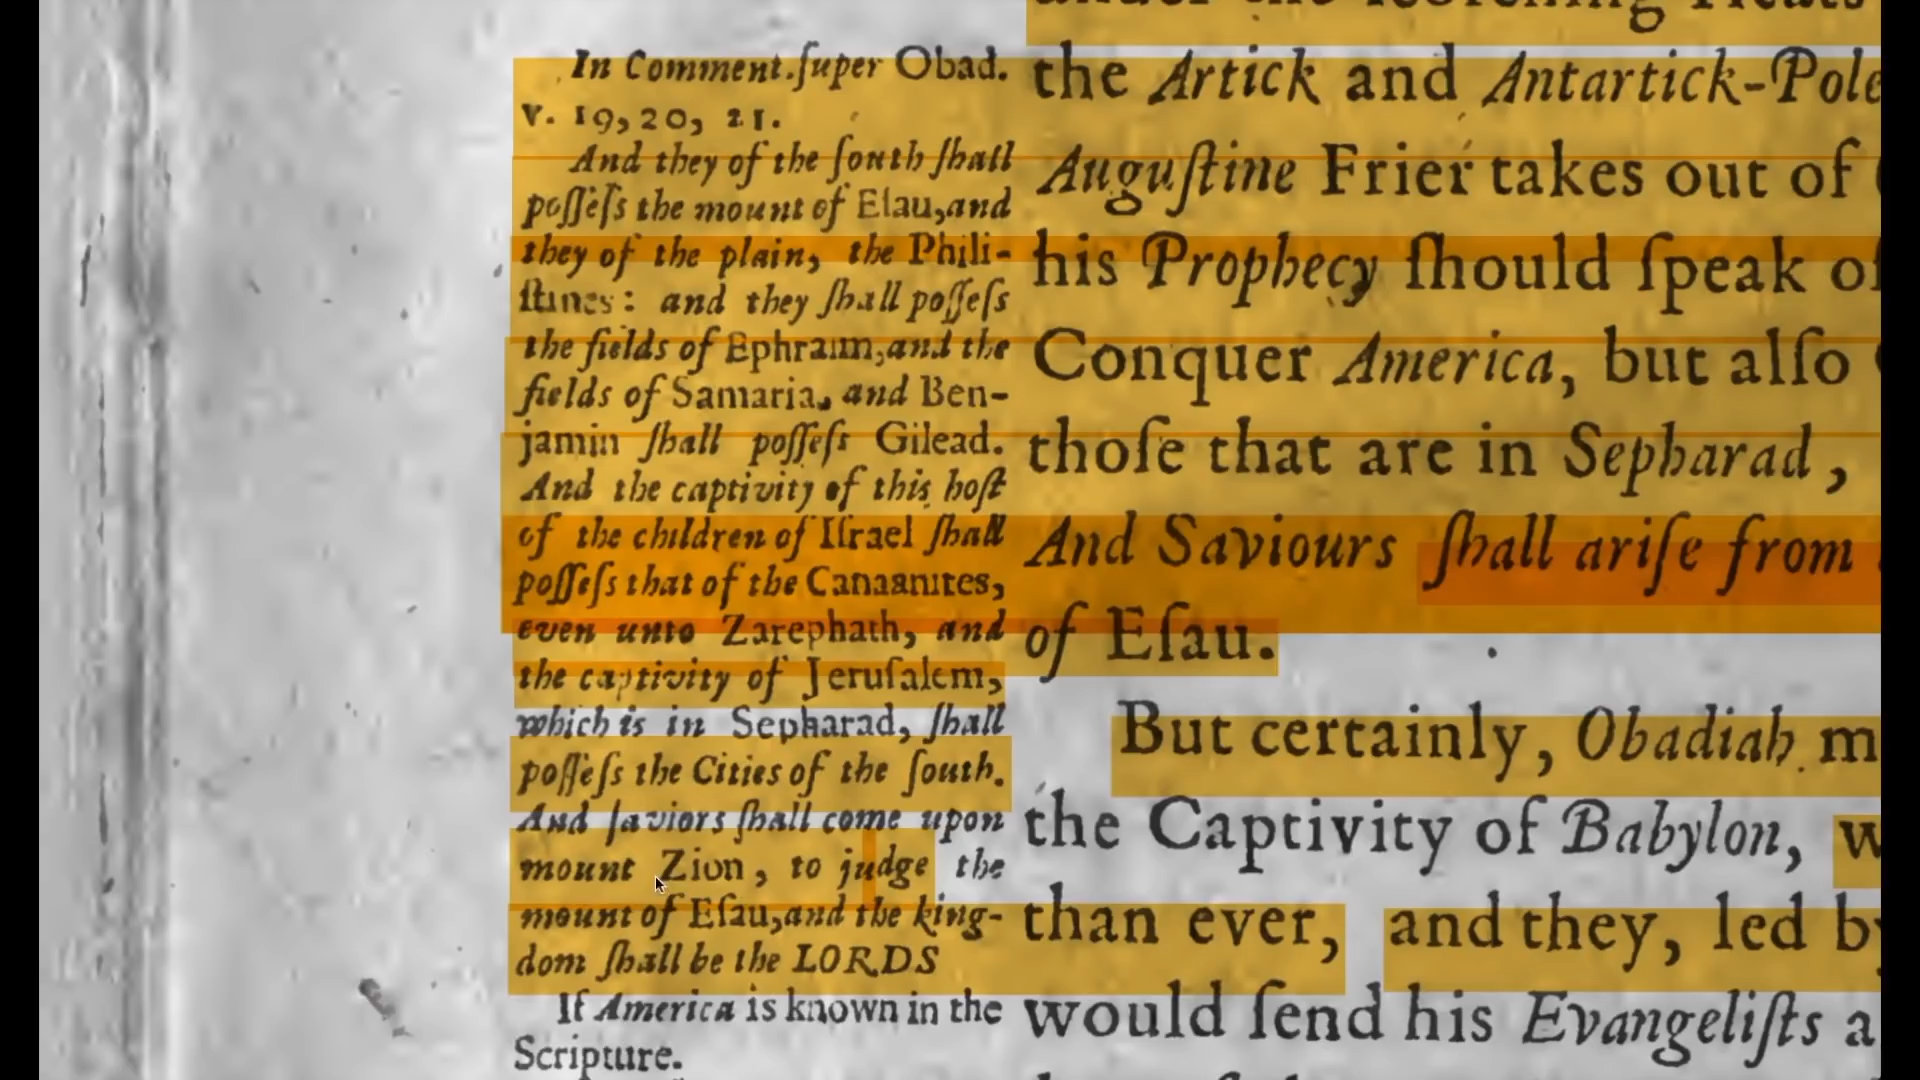 In Comment. ſuper Obad.
v. 19, 20, 21.
And they of the ſouth ſhall
poſſeſs the mount of Eſau, and
they of the plain, the Phili-
ſtines: and they ſhall poſſeſs
the fields of Ephraim, and the
fields of Samaria, and Ben-
jamin ſhall poſſeſs Gilead.
And the captivity of this hoſt
of the children of Iſrael ſhall
poſſeſs that of the Canaanites,
even unto Zarephath, and
the captivity of Jeruſalem,
which is in Sepharad, ſhall
poſſeſs the Cities of the ſouth.
And ſaviors ſhall come upon
mount Zion, to judge the
mount of Eſau, and the king-
dom ſhall be the LORDS
If America is known in the
Scripture.
the Artick and Antartick-Pole
Auguſtine Frier takes out of
his Prophecy ſhould ſpeak of
Conquer America, but alſo
thoſe that are in Sepharad,
And Saviours ſhall ariſe from
of Eſau.
But certainly, Obadiah
the Captivity of Babylon,
than ever, and they, led by
would ſend his Evangeliſts